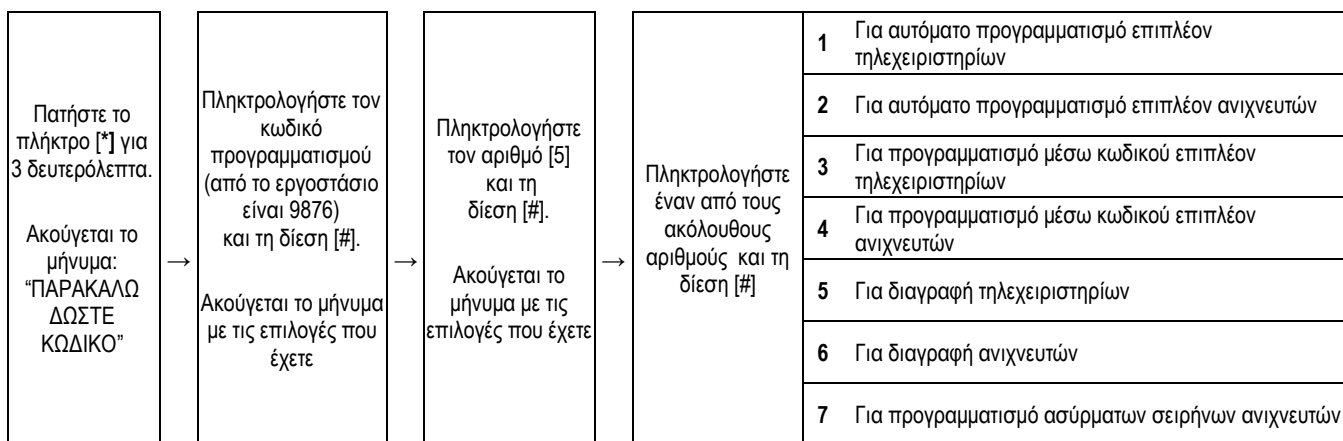 Πατήστε το
πλήκτρο [*] για
3 δευτερόλεπτα.
Ακούγεται το
μήνυμα:
“ΠΑΡΑΚΑΛΩ
ΔΩΣΤΕ
ΚΩΔΙΚΟ”
→
Πληκτρολογήστε τον
κωδικό
προγραμματισμού
(από το εργοστάσιο
είναι 9876)
και τη δίεση [#].
Ακούγεται το μήνυμα
με τις επιλογές που
έχετε
→
Πληκτρολογήστε
τον αριθμό [5]
και τη
δίεση [#].
Ακούγεται το
μήνυμα με τις
επιλογές που έχετε
→
Πληκτρολογήστε
έναν από τους
ακόλουθους
αριθμούς και τη
δίεση [#]
1 Για αυτόματο προγραμματισμό επιπλέον
τηλεχειριστηρίων
2 Για αυτόματο προγραμματισμό επιπλέον ανιχνευτών
3 Για προγραμματισμό μέσω κωδικού επιπλέον
τηλεχειριστηρίων
4 Για προγραμματισμό μέσω κωδικού επιπλέον
ανιχνευτών
5 Για διαγραφή τηλεχειριστηρίων
6 Για διαγραφή ανιχνευτών
7 Για προγραμματισμό ασύρματων σειρήνων ανιχνευτών